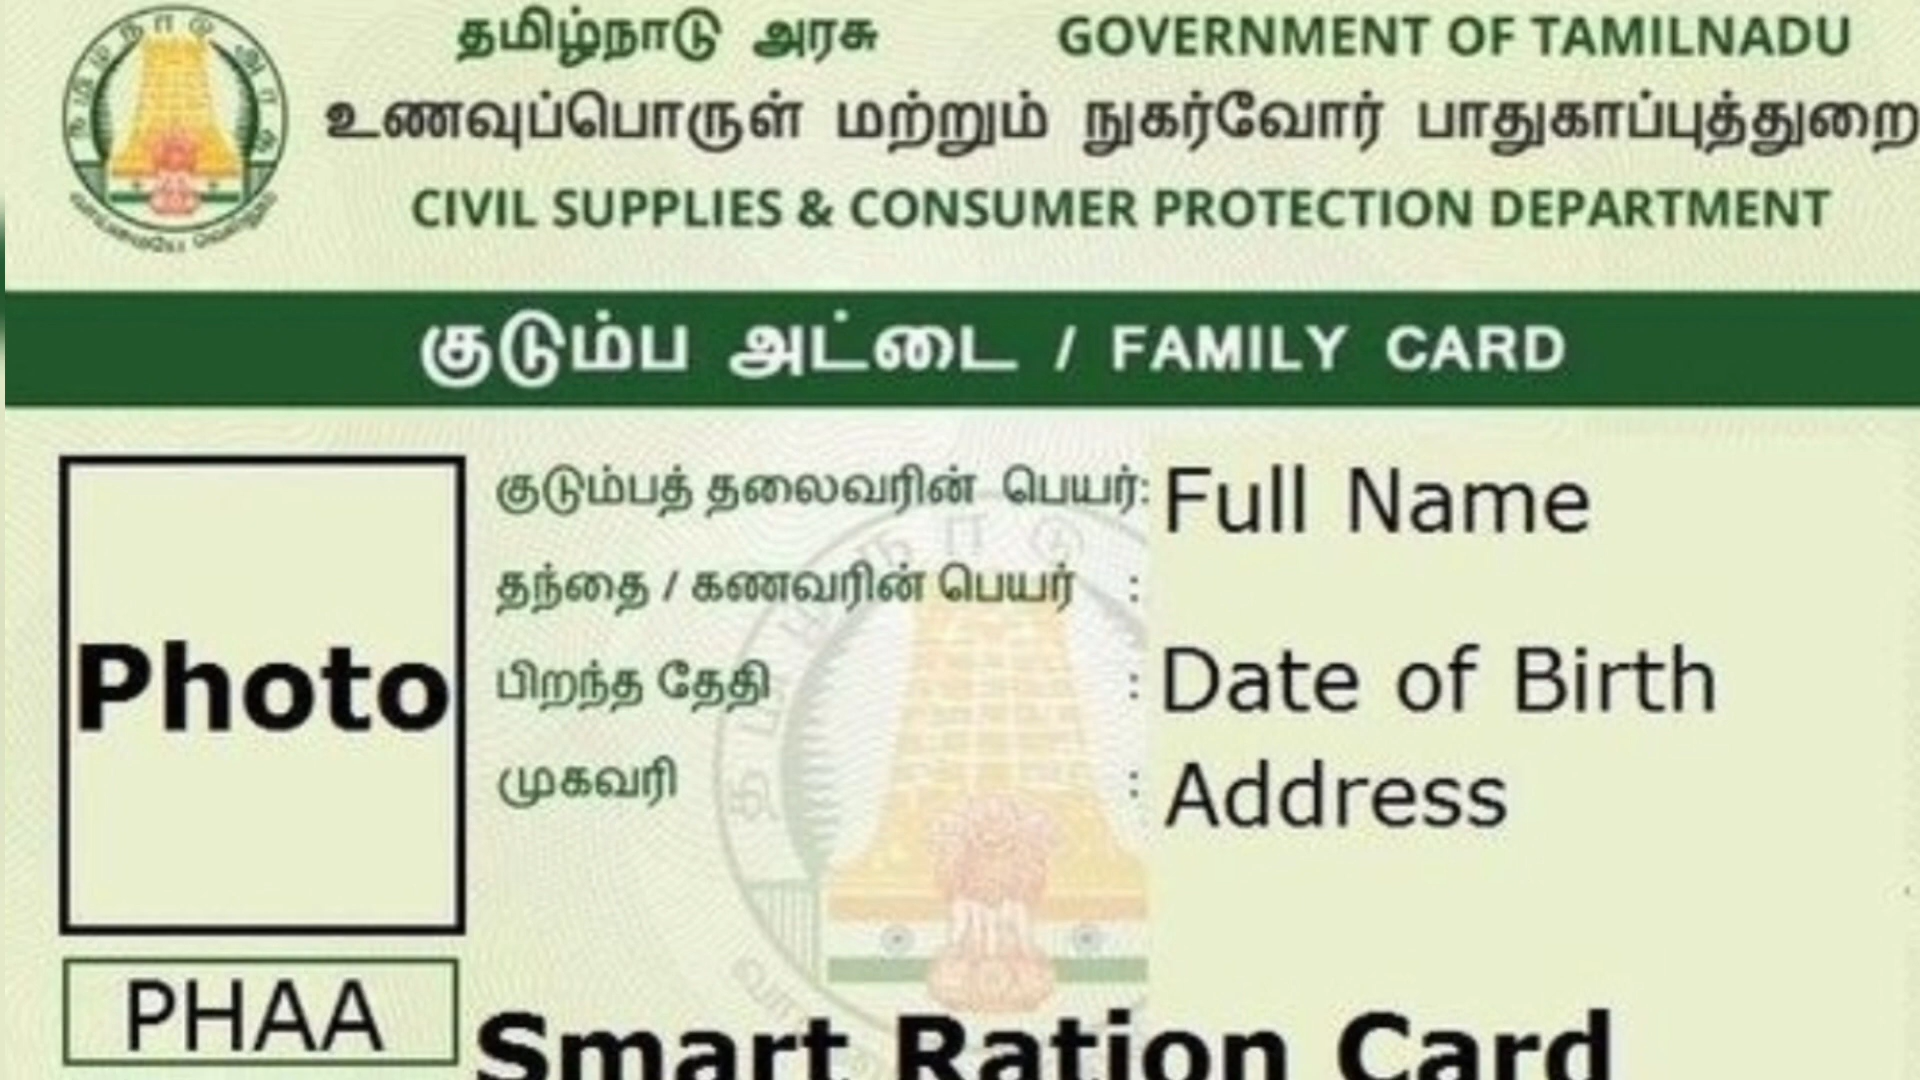 தமிழ்நாடு அரசு GOVERNMENT OF TAMILNADU
உணவுப்பொருள் மற்றும் நுகர்வோர் பாதுகாப்புத்துறை
CIVIL SUPPLIES & CONSUMER PROTECTION DEPARTMENT
குடும்ப அட்டை / FAMILY CARD
குடும்பத் தலைவரின் பெயர்: Full Name
தந்தை / கணவரின் பெயர் :
Photo
பிறந்த தேதி : Date of Birth
முகவரி : Address
PHAA
Smart Ration Card